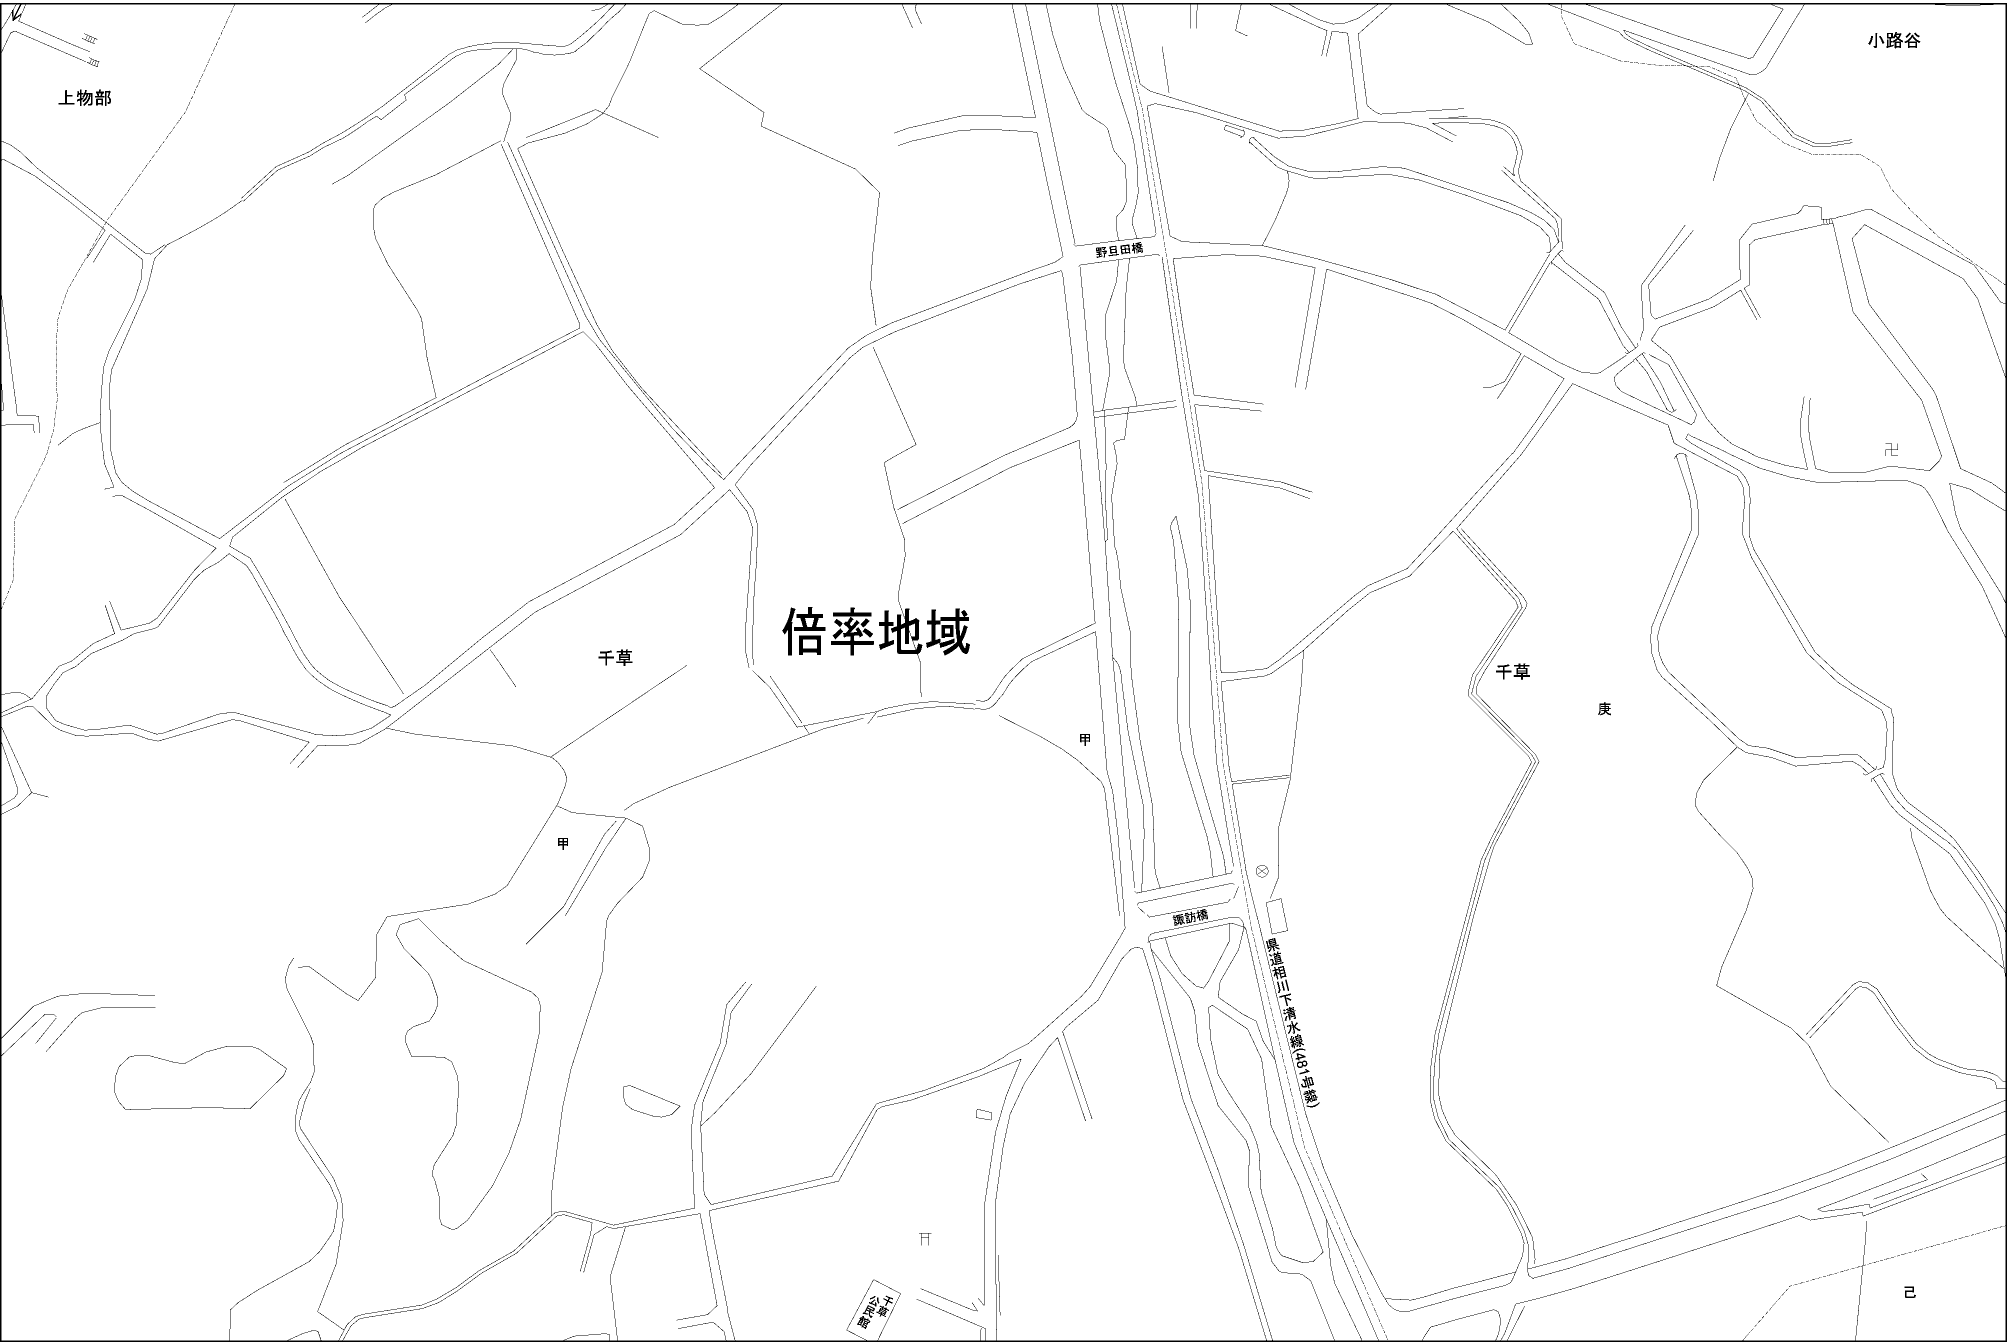 小路谷
上物部
野旦田橋
倍率地域
千草
千草
庚
甲
甲
諏訪橋
県道相川下清水線(481号線)
己
千草
公民館